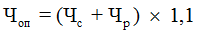 Чоп = (Чс + Чр) × 1,1